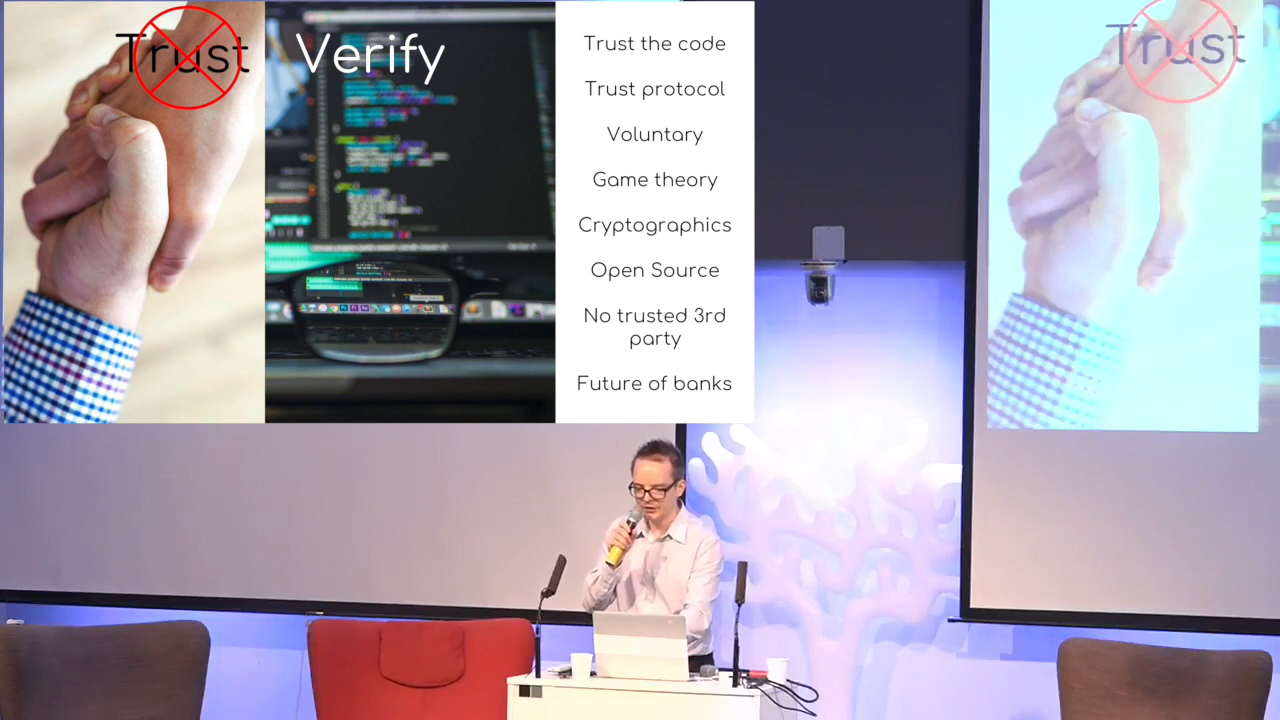 Trust
Verify
Trust the code
Trust protocol
Voluntary
Game theory
Cryptographics
Open Source
No trusted 3rd
party
Future of banks
Trust